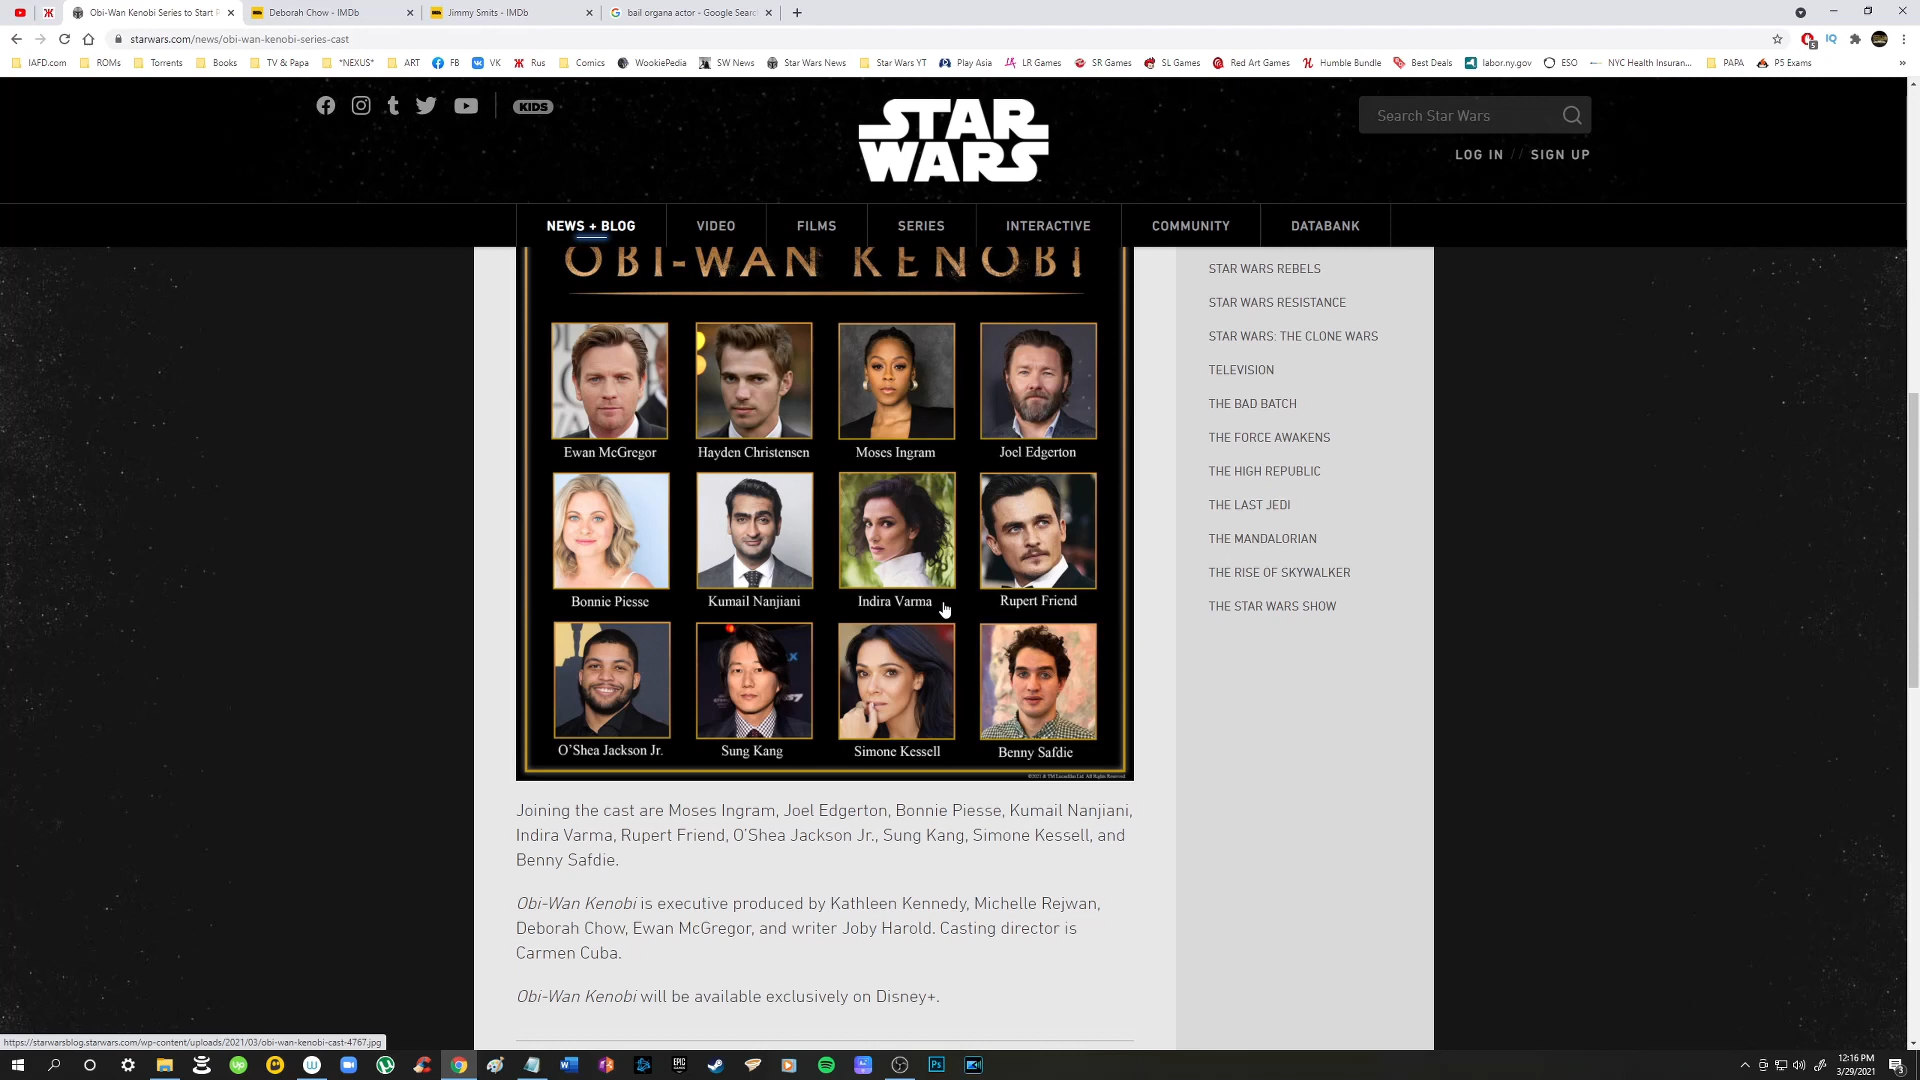 Obi-Wan Kenobi Series to Start P
Deborah Chow - IMDb
Jimmy Smits - IMDb
bail organa actor - Google Searc
starwars.com/news/obi-wan-kenobi-series-cast
IAFD.com
ROMs
Torrents
Books
TV & Papa
*NEXUS*
ART
FB
VK
Rus
Comics
WookiePedia
SW News
Star Wars News
Star Wars YT
Play Asia
LR Games
SR Games
SL Games
Red Art Games
Humble Bundle
Best Deals
labor.ny.gov
ESO
NYC Health Insuran...
PAPA
P5 Exams
KIDS
STAR WARS
Search Star Wars
LOG IN // SIGN UP
NEWS + BLOG
VIDEO
FILMS
SERIES
INTERACTIVE
COMMUNITY
DATABANK
OBI-WAN KENOBI
Ewan McGregor
Hayden Christensen
Moses Ingram
Joel Edgerton
Bonnie Piesse
Kumail Nanjiani
Indira Varma
Rupert Friend
O'Shea Jackson Jr.
Sung Kang
Simone Kessell
Benny Safdie
©2021 & TM Lucasfilm Ltd. All Rights Reserved.
Joining the cast are Moses Ingram, Joel Edgerton, Bonnie Piesse, Kumail Nanjiani,
Indira Varma, Rupert Friend, O’Shea Jackson Jr., Sung Kang, Simone Kessell, and
Benny Safdie.
Obi-Wan Kenobi is executive produced by Kathleen Kennedy, Michelle Rejwan,
Deborah Chow, Ewan McGregor, and writer Joby Harold. Casting director is
Carmen Cuba.
Obi-Wan Kenobi will be available exclusively on Disney+.
STAR WARS REBELS
STAR WARS RESISTANCE
STAR WARS: THE CLONE WARS
TELEVISION
THE BAD BATCH
THE FORCE AWAKENS
THE HIGH REPUBLIC
THE LAST JEDI
THE MANDALORIAN
THE RISE OF SKYWALKER
THE STAR WARS SHOW
https://starwarsblog.starwars.com/wp-content/uploads/2021/03/obi-wan-kenobi-cast-4767.jpg
12:16 PM
3/29/2021